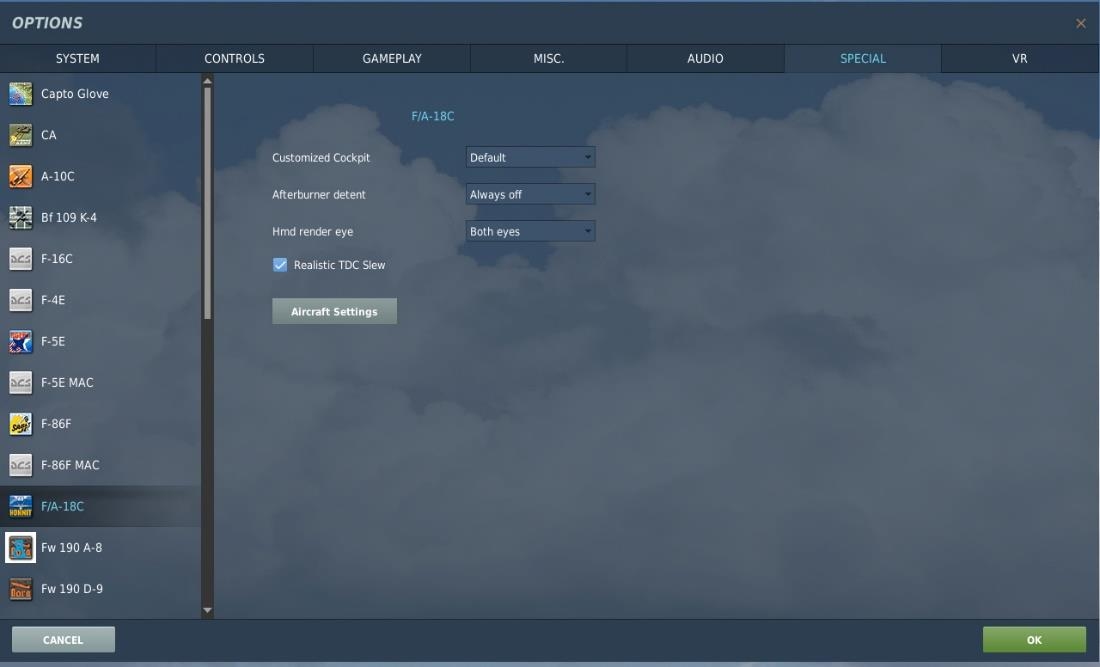 OPTIONS
SYSTEM CONTROLS GAMEPLAY MISC. AUDIO SPECIAL VR
Capto Glove
CA
A-10C
Bf 109 K-4
F-16C
F-4E
F-5E
F-5E MAC
F-86F
F-86F MAC
F/A-18C
Fw 190 A-8
Fw 190 D-9
F/A-18C
Customized Cockpit Default
Afterburner detent Always off
Hmd render eye Both eyes
Realistic TDC Slew
Aircraft Settings
CANCEL OK